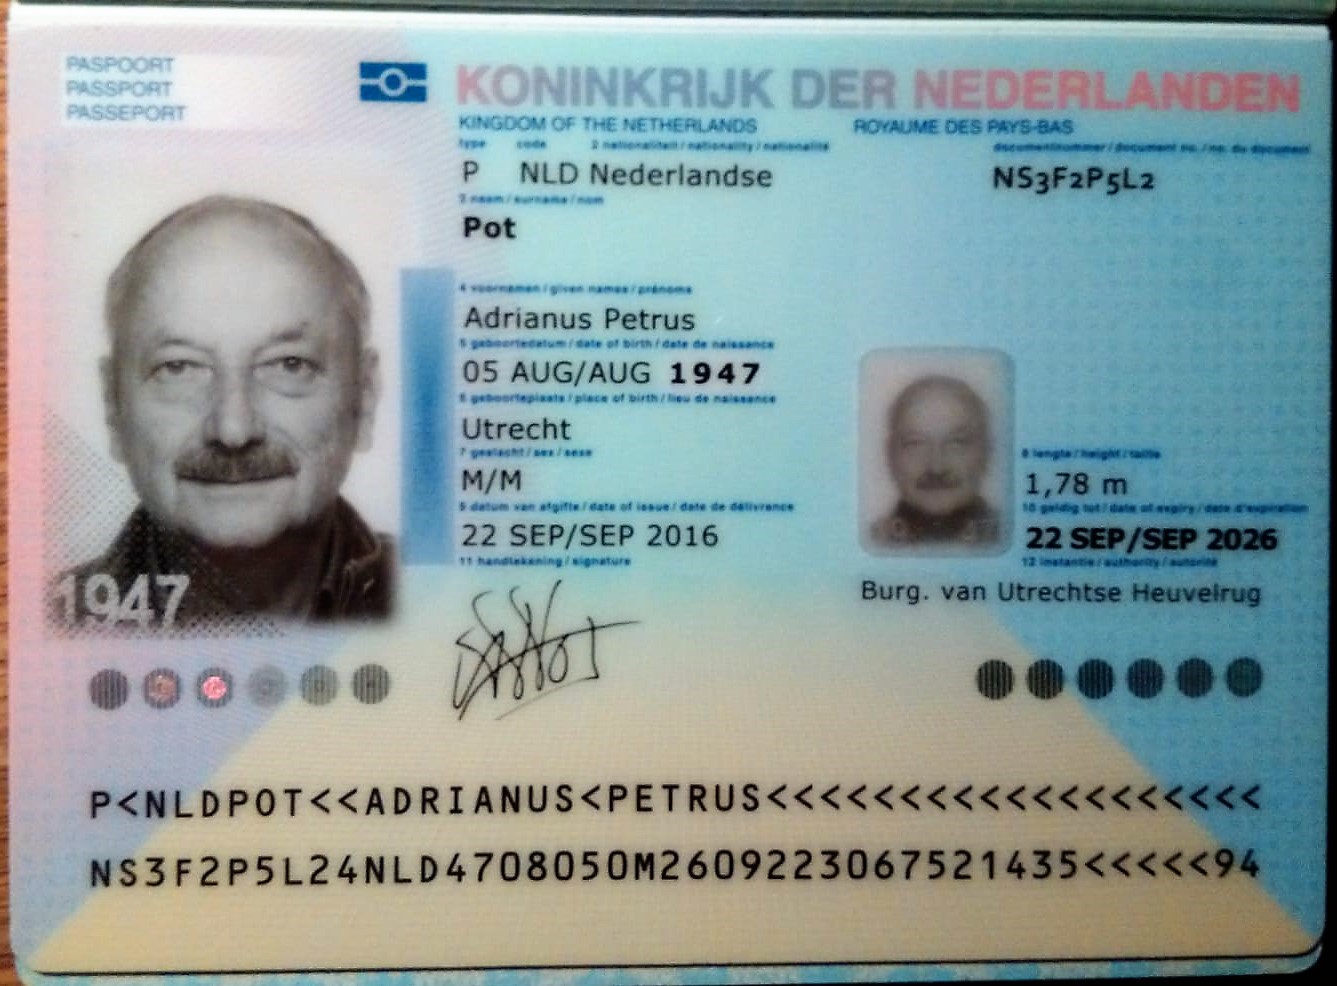 PASPOORT
PASSPORT
PASSEPORT
KONINKRIJK DER NEDERLANDEN
KINGDOM OF THE NETHERLANDS ROYAUME DES PAYS-BAS
type code 2 nationaliteit / nationality / nationalité documentnummer / document no. / no. du document
P NLD Nederlandse NS3F2P5L2
3 naam / surname / nom
Pot
4 voornamen / given names / prénoms
Adrianus Petrus
5 geboortedatum / date of birth / date de naissance
05 AUG/AUG 1947
6 geboorteplaats / place of birth / lieu de naissance
Utrecht
7 geslacht / sex / sexe 8 lengte / height / taille
M/M 1,78 m
9 datum van afgifte / date of issue / date de délivrance 10 geldig tot / date of expiry / date d'expiration
22 SEP/SEP 2016 22 SEP/SEP 2026
11 handtekening / signature 12 instantie / authority / autorité
Burg. van Utrechtse Heuvelrug
1947
P<NLDPOT<<ADRIANUS<PETRUS<<<<<<<<<<<<<<<<<<<
NS3F2P5L24NLD4708050M2609223067521435<<<<<94